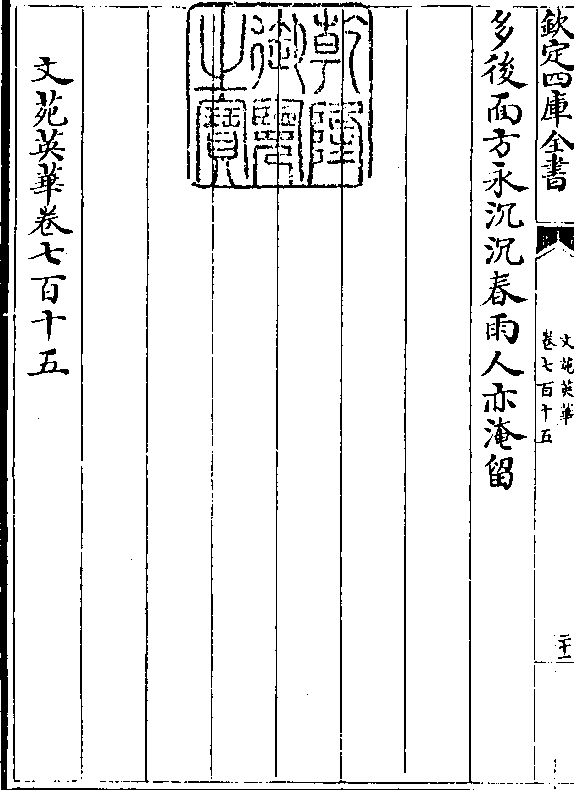 欽定四庫全書
文苑英華
卷七百十五
二十一
多後面方永沉沉春雨人亦淹留
乾隆
御覽
之寶
文苑英華卷七百十五